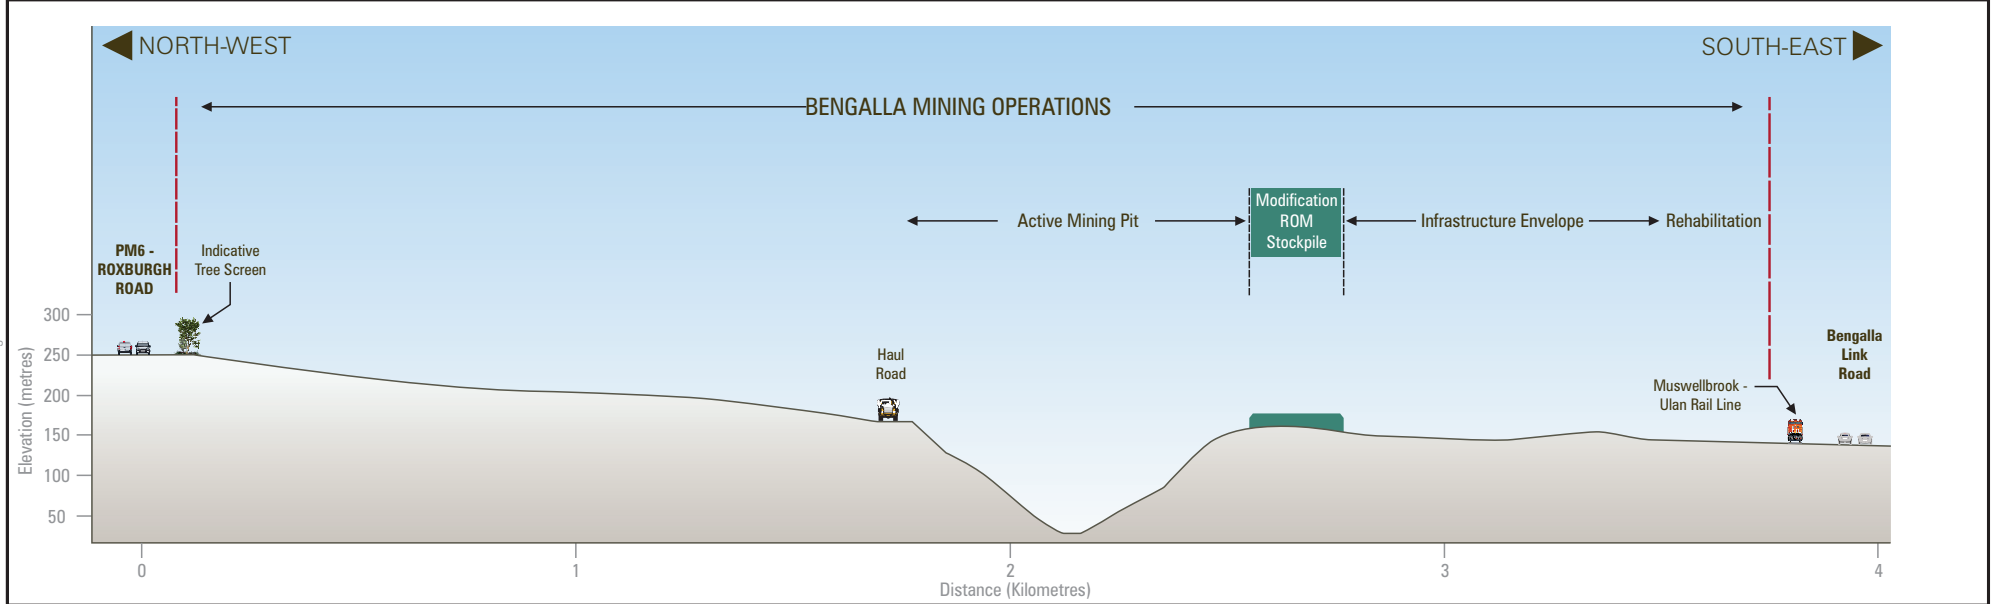 NORTH-WEST
SOUTH-EAST
BENGALLA MINING OPERATIONS
Modification
ROM
Stockpile
Active Mining Pit
Infrastructure Envelope
Rehabilitation
PM6 -
ROXBURGH
ROAD
Indicative
Tree Screen
Haul
Road
Bengalla
Link
Road
Muswellbrook -
Ulan Rail Line
Elevation (metres)
300
250
200
150
100
50
0
1
2
3
4
Distance (Kilometres)